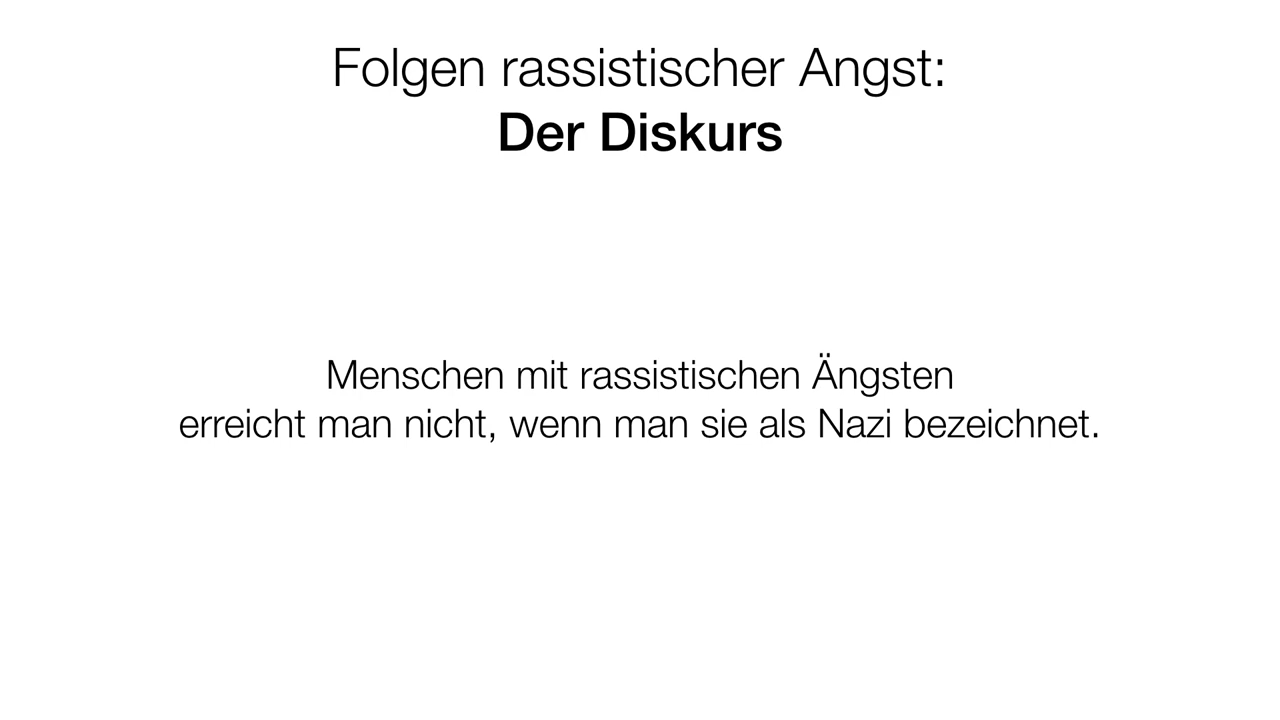 Folgen rassistischer Angst:
Der Diskurs
Menschen mit rassistischen Ängsten
erreicht man nicht, wenn man sie als Nazi bezeichnet.